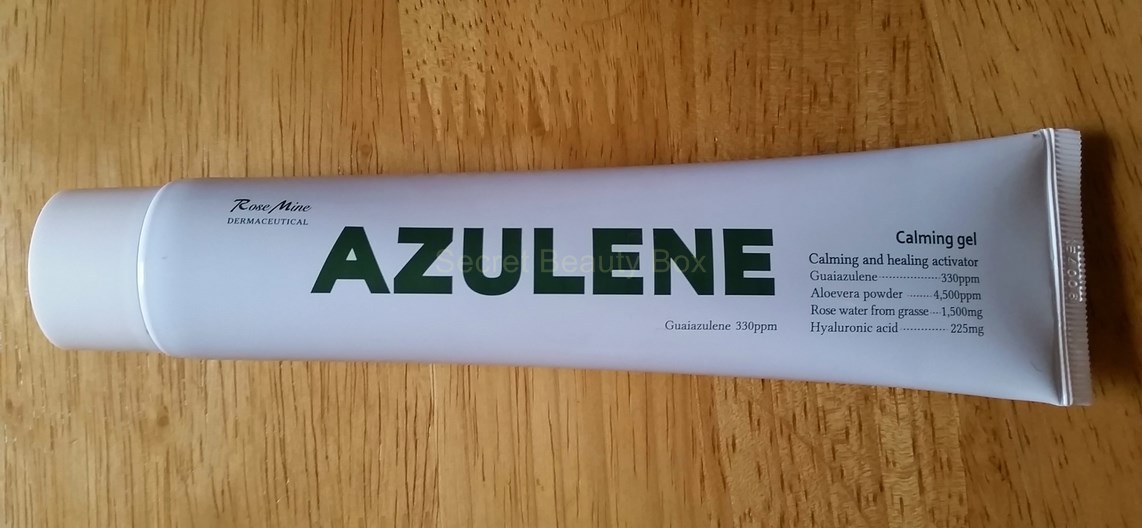 Rose Mine
DERMACEUTICAL
AZULENE
Secret Beauty Box
Guaiazulene 330ppm
Calming gel
Calming and healing activator
Guaiazulene ·················· 330ppm
Aloevera powder ······· 4,500ppm
Rose water from grasse ··· 1,500mg
Hyaluronic acid ············ 225mg